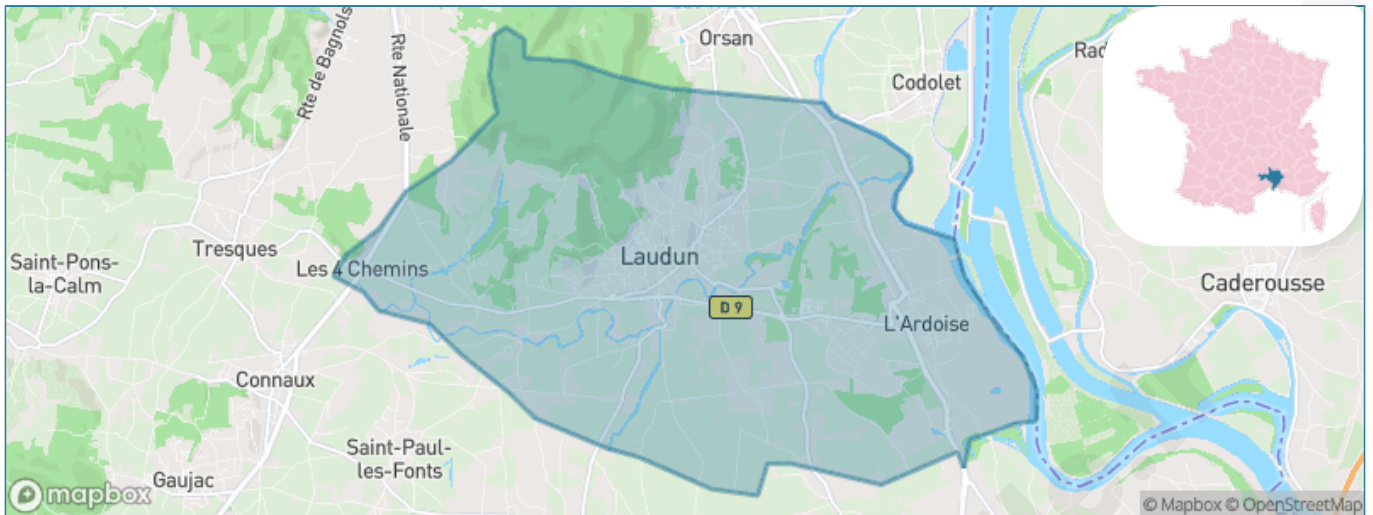 Orsan
Rad
Codolet
Rte de Bagnols
Rte Nationale
Tresques
Les 4 Chemins
Laudun
Saint-Pons-
la-Calm
Caderousse
D 9
L'Ardoise
Connaux
Saint-Paul-
les-Fonts
Gaujac
mapbox
© Mapbox © OpenStreetMap